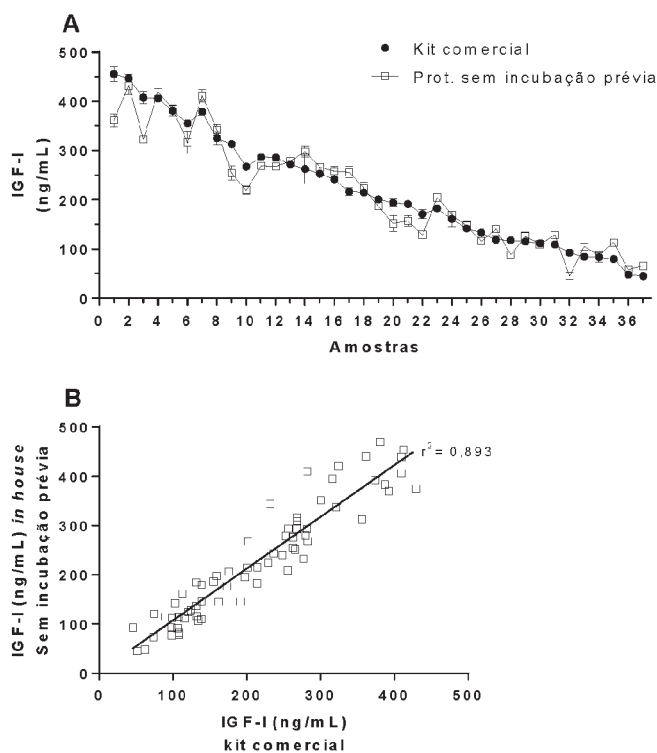 A
500
400
300
200
100
0
IGF-I
(ng/mL)
Kit comercial
Prot. sem incubação prévia
0 2 4 6 8 10 12 14 16 18 20 22 24 26 28 30 32 34 36
Amostras
B
500
400
300
200
100
0
IGF-I (ng/mL) in house
Sem incubação prévia
r² = 0,893
0 100 200 300 400 500
IGF-I (ng/mL)
kit comercial